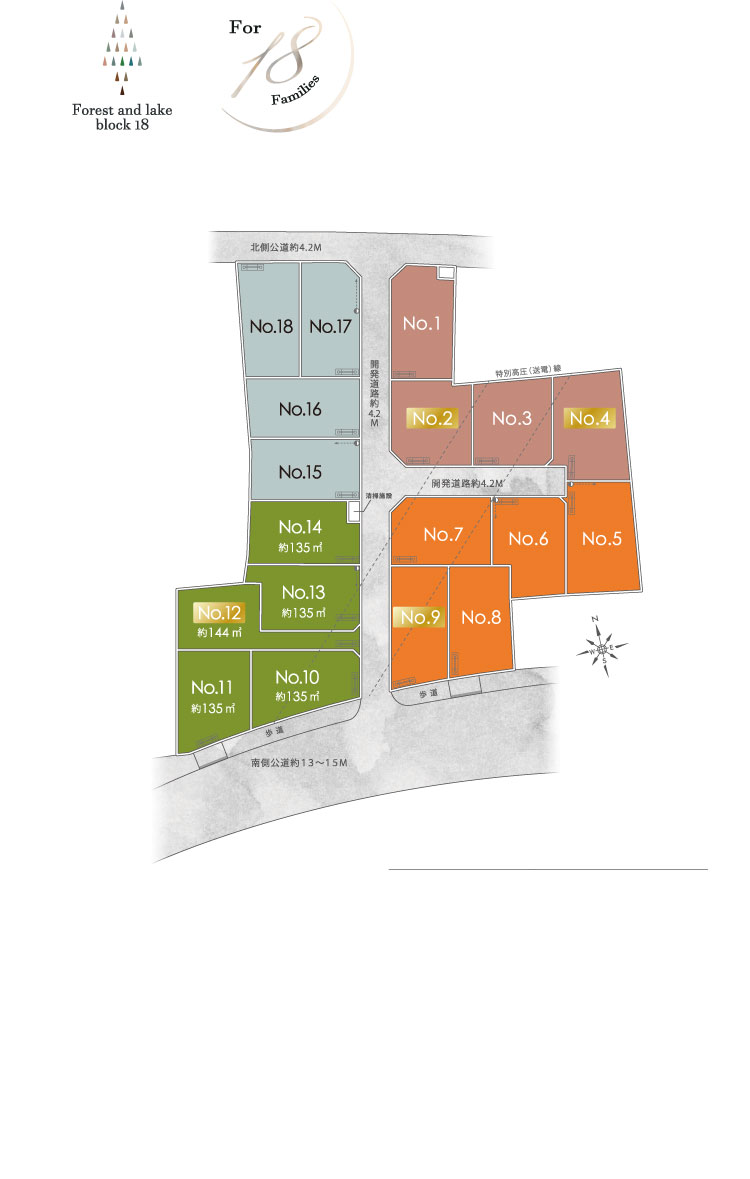 For
18
Families
Forest and lake
block 18
北側公道約4.2M
No.18
No.17
No.1
開発道路約4.2M
特別高圧(送電)線
No.16
No.2
No.3
No.4
No.15
開発道路約4.2M
清掃施設
No.14
約135㎡
No.7
No.6
No.5
No.13
約135㎡
No.12
約144㎡
No.9
No.8
No.11
約135㎡
No.10
約135㎡
N
W
E
S
歩道
歩道
南側公道約13〜15M